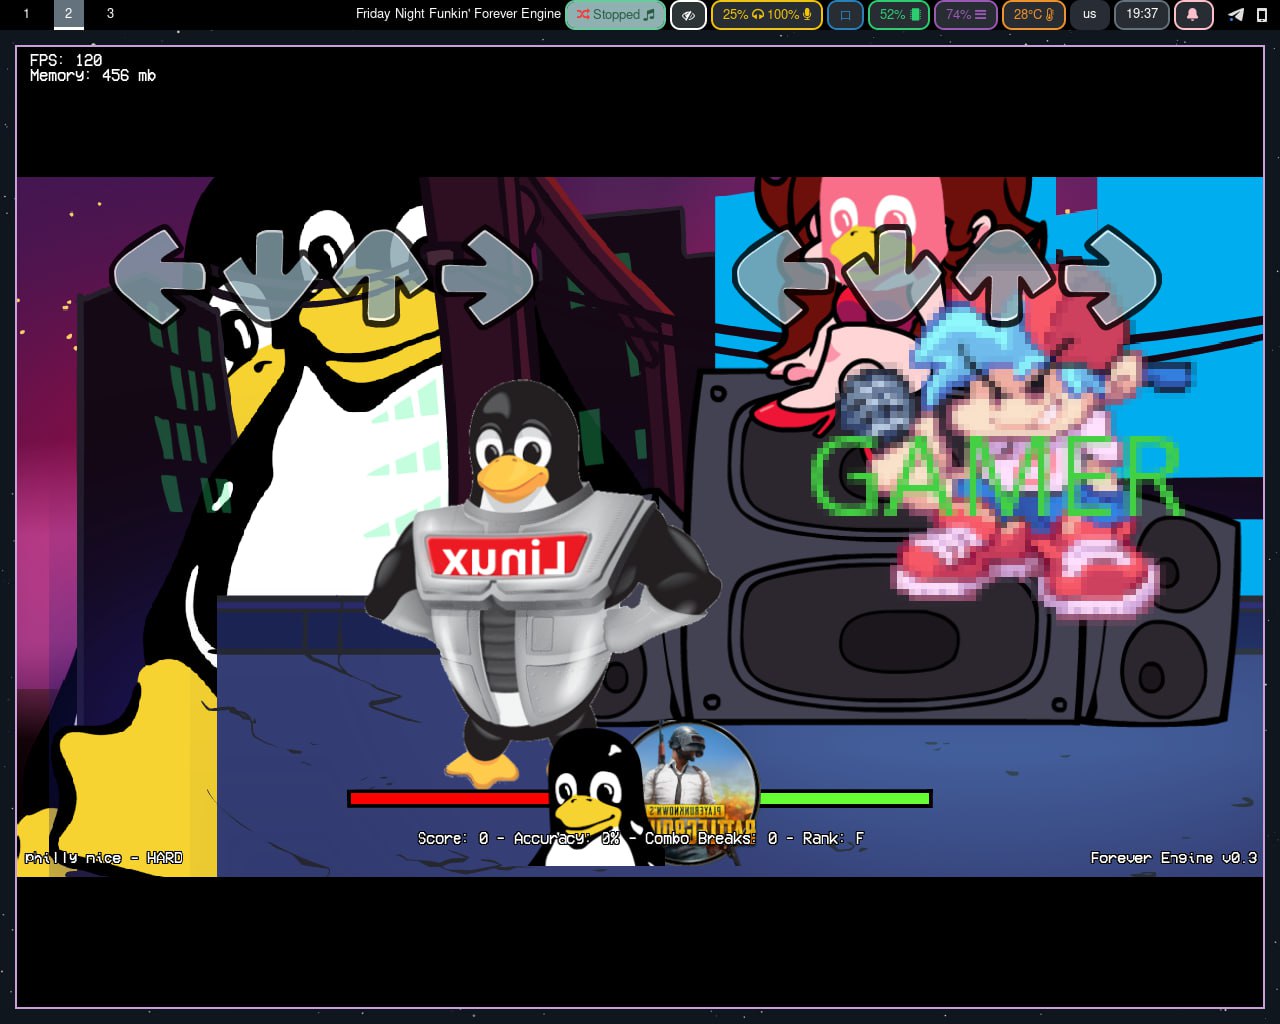 1 2 3 Friday Night Funkin' Forever Engine Stopped 25% 100% 52% 74% 28°C us 19:37
FPS: 120
Memory: 456 mb
GAMER
Linux
PLAYERUNKNOWN'S
Score: 0 - Accuracy: 0% - Combo Breaks: 0 - Rank: F
philly nice - HARD
Forever Engine v0.3